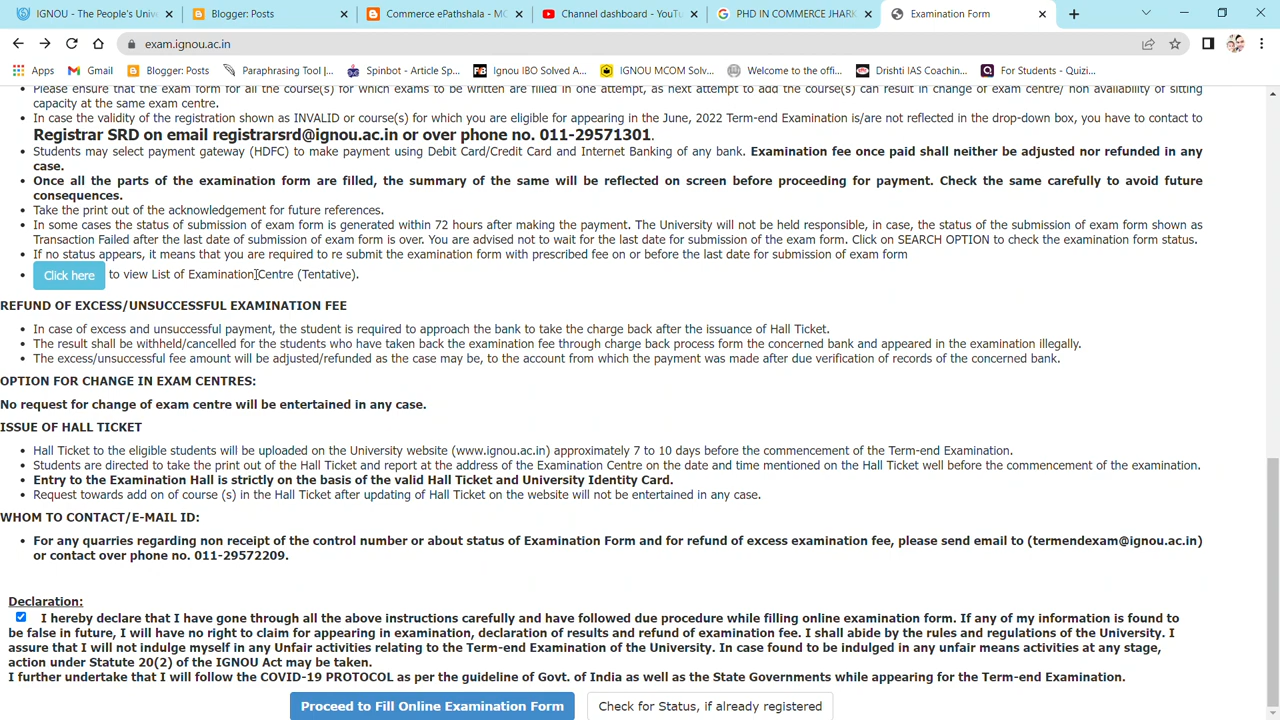 IGNOU - The People's Unive
Blogger: Posts
Commerce ePathshala - MC
Channel dashboard - YouTu
PHD IN COMMERCE JHARK
Examination Form
exam.ignou.ac.in
Apps
Gmail
Blogger: Posts
Paraphrasing Tool |...
Spinbot - Article Sp...
Ignou IBO Solved A...
IGNOU MCOM Solv...
Welcome to the offi...
Drishti IAS Coachin...
For Students - Quizi...
Please ensure that the exam form for all the course(s) for which exams to be written are filled in one attempt, as next attempt to add the course(s) can result in change of exam centre/ non availability of sitting
capacity at the same exam centre.
In case the validity of the registration shown as INVALID or course(s) for which you are eligible for appearing in the June, 2022 Term-end Examination is/are not reflected in the drop-down box, you have to contact to
Registrar SRD on email registrarsrd@ignou.ac.in or over phone no. 011-29571301.
Students may select payment gateway (HDFC) to make payment using Debit Card/Credit Card and Internet Banking of any bank. Examination fee once paid shall neither be adjusted nor refunded in any
case.
Once all the parts of the examination form are filled, the summary of the same will be reflected on screen before proceeding for payment. Check the same carefully to avoid future
consequences.
Take the print out of the acknowledgement for future references.
In some cases the status of submission of exam form is generated within 72 hours after making the payment. The University will not be held responsible, in case, the status of the submission of exam form shown as
Transaction Failed after the last date of submission of exam form is over. You are advised not to wait for the last date for submission of the exam form. Click on SEARCH OPTION to check the examination form status.
If no status appears, it means that you are required to re submit the examination form with prescribed fee on or before the last date for submission of exam form
Click here to view List of Examination Centre (Tentative).
REFUND OF EXCESS/UNSUCCESSFUL EXAMINATION FEE
In case of excess and unsuccessful payment, the student is required to approach the bank to take the charge back after the issuance of Hall Ticket.
The result shall be withheld/cancelled for the students who have taken back the examination fee through charge back process form the concerned bank and appeared in the examination illegally.
The excess/unsuccessful fee amount will be adjusted/refunded as the case may be, to the account from which the payment was made after due verification of records of the concerned bank.
OPTION FOR CHANGE IN EXAM CENTRES:
No request for change of exam centre will be entertained in any case.
ISSUE OF HALL TICKET
Hall Ticket to the eligible students will be uploaded on the University website (www.ignou.ac.in) approximately 7 to 10 days before the commencement of the Term-end Examination.
Students are directed to take the print out of the Hall Ticket and report at the address of the Examination Centre on the date and time mentioned on the Hall Ticket well before the commencement of the examination.
Entry to the Examination Hall is strictly on the basis of the valid Hall Ticket and University Identity Card.
Request towards add on of course (s) in the Hall Ticket after updating of Hall Ticket on the website will not be entertained in any case.
WHOM TO CONTACT/E-MAIL ID:
For any quarries regarding non receipt of the control number or about status of Examination Form and for refund of excess examination fee, please send email to (termendexam@ignou.ac.in)
or contact over phone no. 011-29572209.
Declaration:
I hereby declare that I have gone through all the above instructions carefully and have followed due procedure while filling online examination form. If any of my information is found to
be false in future, I will have no right to claim for appearing in examination, declaration of results and refund of examination fee. I shall abide by the rules and regulations of the University. I
assure that I will not indulge myself in any Unfair activities relating to the Term-end Examination of the University. In case found to be indulged in any unfair means activities at any stage,
action under Statute 20(2) of the IGNOU Act may be taken.
I further undertake that I will follow the COVID-19 PROTOCOL as per the guideline of Govt. of India as well as the State Governments while appearing for the Term-end Examination.
Proceed to Fill Online Examination Form
Check for Status, if already registered